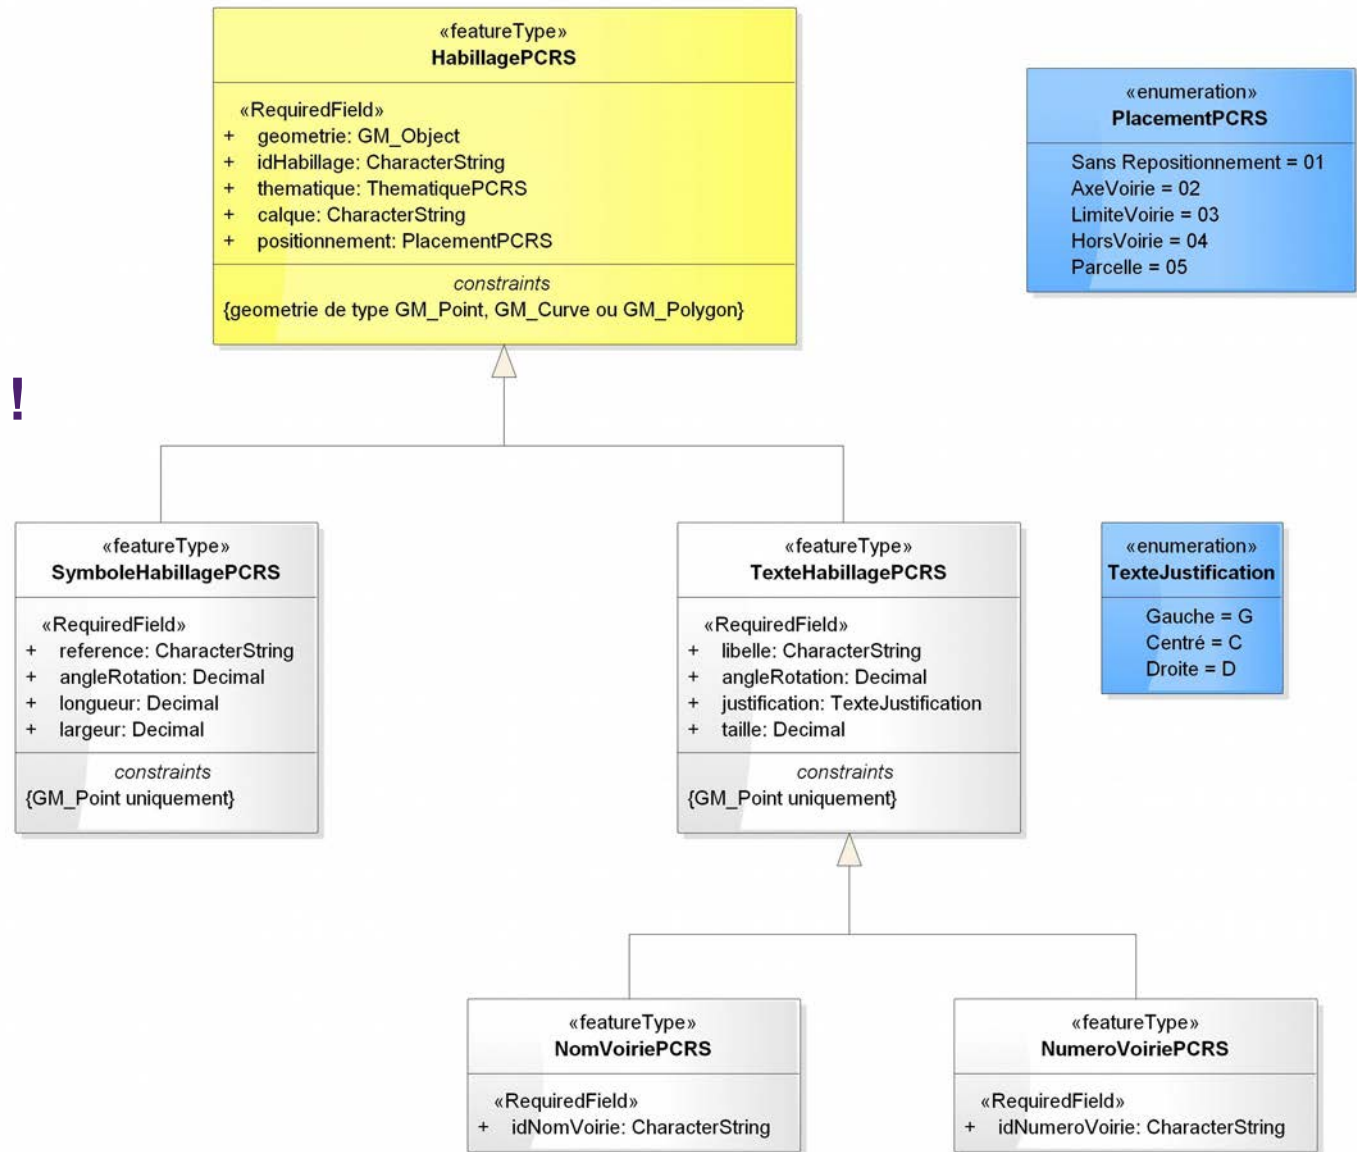 «featureType»
HabillagePCRS
«RequiredField»
+ geometrie: GM_Object
+ idHabillage: CharacterString
+ thematique: ThematiquePCRS
+ calque: CharacterString
+ positionnement: PlacementPCRS
constraints
{geometrie de type GM_Point, GM_Curve ou GM_Polygon}
«enumeration»
PlacementPCRS
Sans Repositionnement = 01
AxeVoirie = 02
LimiteVoirie = 03
HorsVoirie = 04
Parcelle = 05
!
«featureType»
SymboleHabillagePCRS
«RequiredField»
+ reference: CharacterString
+ angleRotation: Decimal
+ longueur: Decimal
+ largeur: Decimal
constraints
{GM_Point uniquement}
«featureType»
TexteHabillagePCRS
«RequiredField»
+ libelle: CharacterString
+ angleRotation: Decimal
+ justification: TexteJustification
+ taille: Decimal
constraints
{GM_Point uniquement}
«enumeration»
TexteJustification
Gauche = G
Centré = C
Droite = D
«featureType»
NomVoiriePCRS
«RequiredField»
+ idNomVoirie: CharacterString
«featureType»
NumeroVoiriePCRS
«RequiredField»
+ idNumeroVoirie: CharacterString